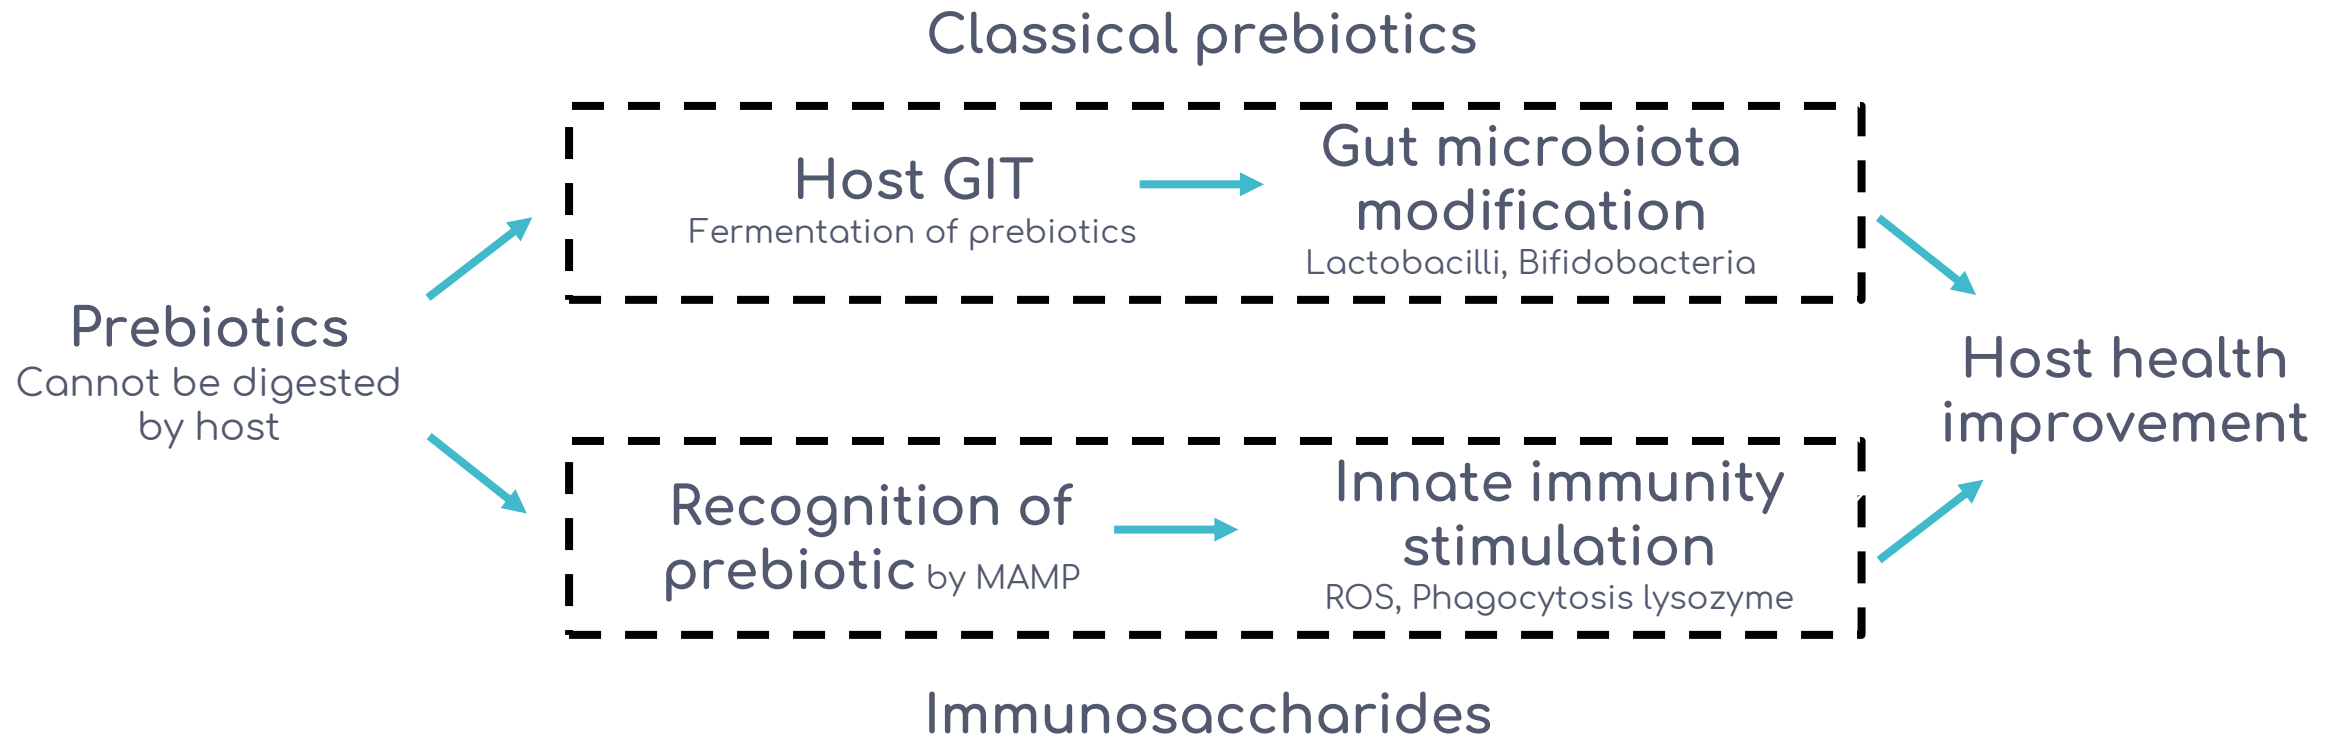 Classical prebiotics
Host GIT
Fermentation of prebiotics
Gut microbiota
modification
Lactobacilli, Bifidobacteria
Prebiotics
Cannot be digested
by host
Host health
improvement
Recognition of
prebiotic by MAMP
Innate immunity
stimulation
ROS, Phagocytosis lysozyme
Immunosaccharides